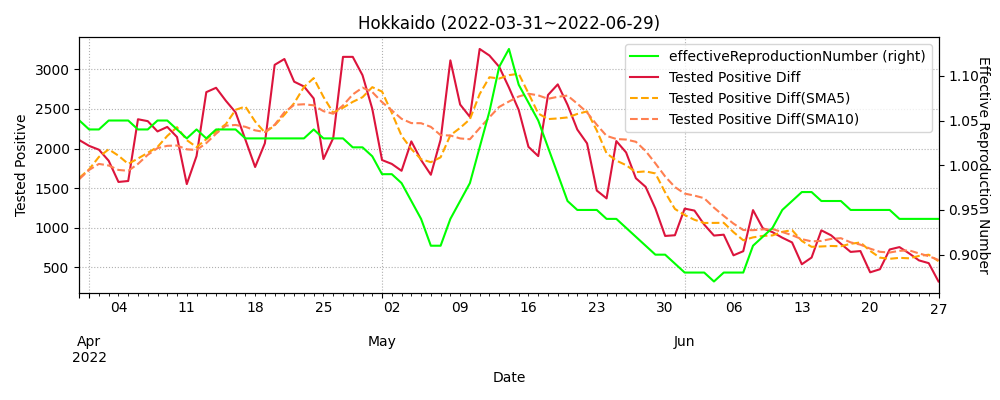 Hokkaido (2022-03-31~2022-06-29)
effectiveReproductionNumber (right)
Tested Positive Diff
Tested Positive Diff(SMA5)
Tested Positive Diff(SMA10)
Tested Positive
3000
2500
2000
1500
1000
500
1.10
1.05
1.00
0.95
0.90
Effective Reproduction Number
04 11 18 25 02 09 16 23 30 06 13 20 27
Apr May Jun
2022
Date